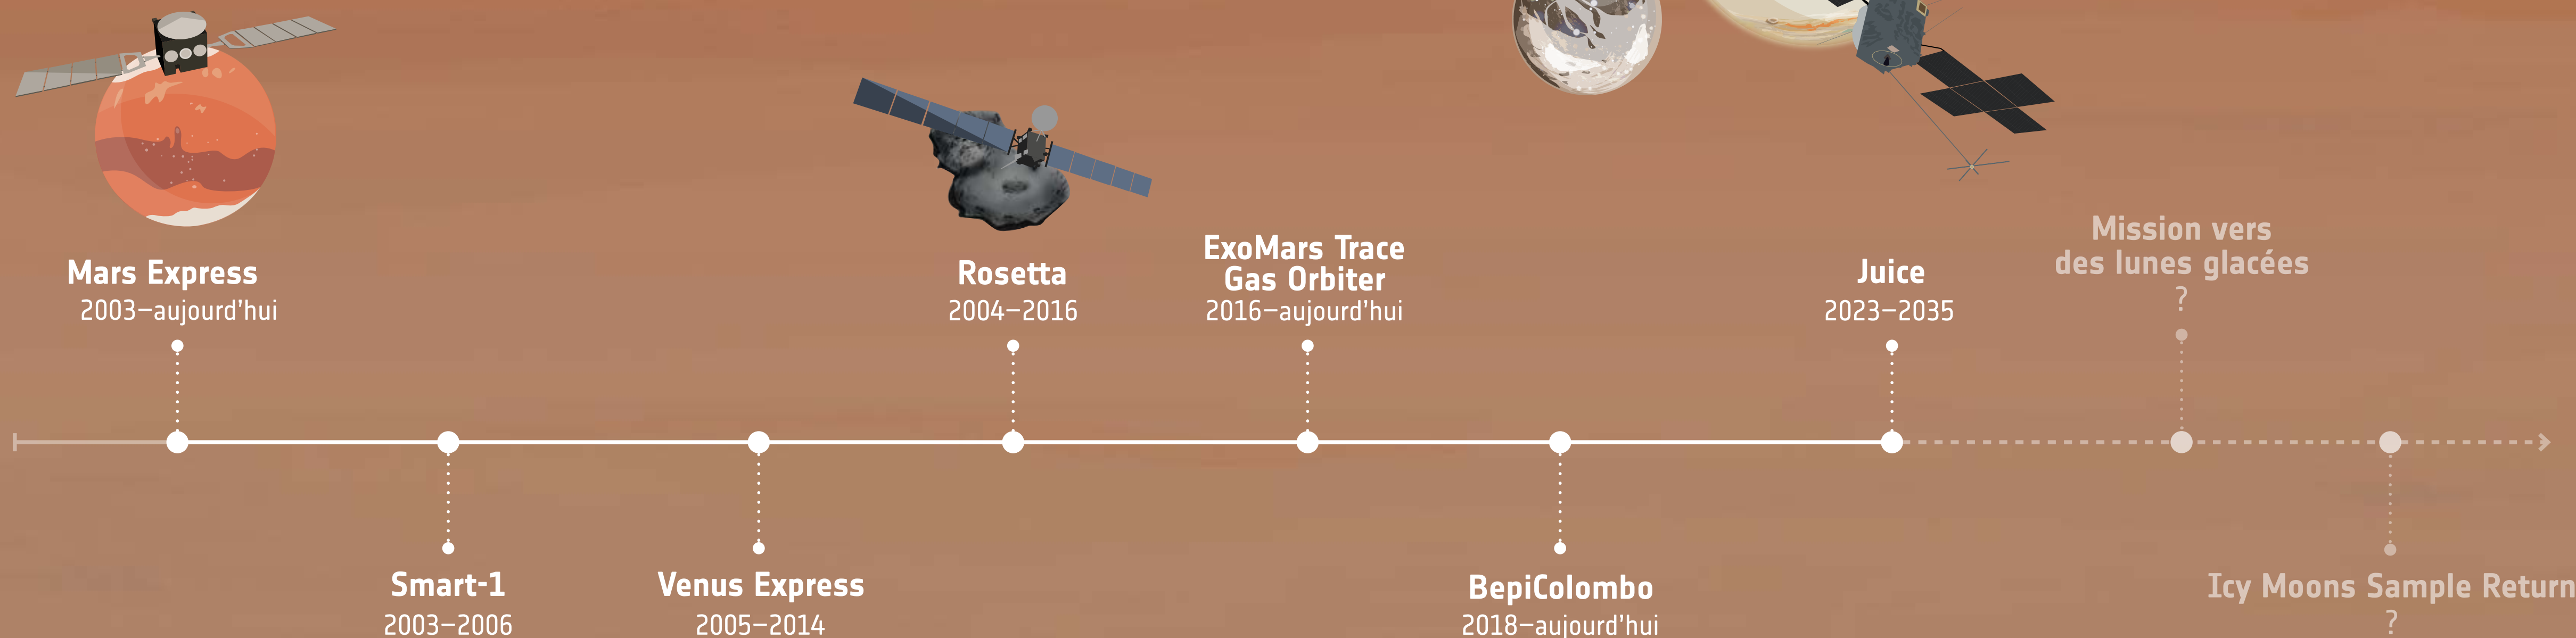 Mars Express
2003–aujourd'hui
Smart-1
2003–2006
Venus Express
2005–2014
Rosetta
2004–2016
ExoMars Trace
Gas Orbiter
2016–aujourd'hui
BepiColombo
2018–aujourd'hui
Juice
2023–2035
Mission vers
des lunes glacées
?
Icy Moons Sample Return
?